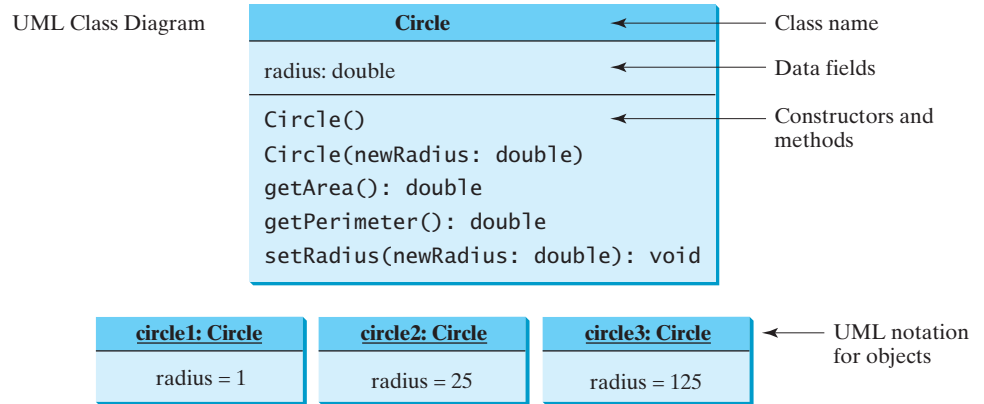 UML Class Diagram
Circle
Class name
radius: double
Data fields
Circle()
Constructors and
methods
Circle(newRadius: double)
getArea(): double
getPerimeter(): double
setRadius(newRadius: double): void
circle1: Circle
circle2: Circle
circle3: Circle
UML notation
for objects
radius = 1
radius = 25
radius = 125